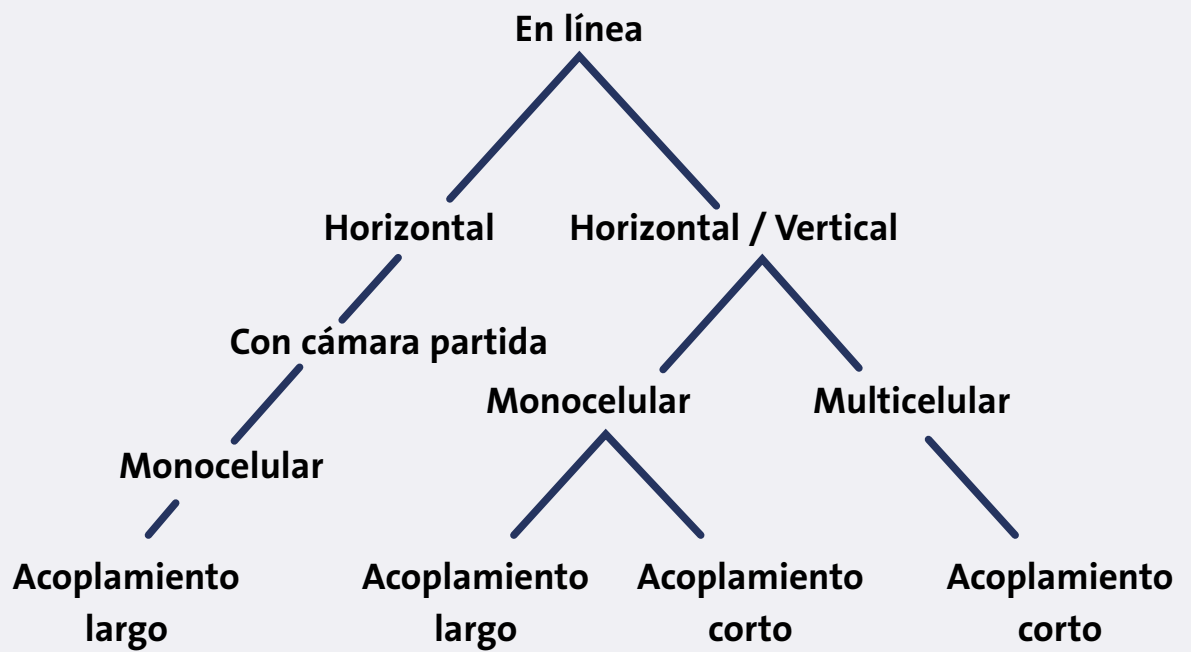 En línea
Horizontal
Horizontal / Vertical
Con cámara partida
Monocelular
Multicelular
Monocelular
Acoplamiento
largo
Acoplamiento
largo
Acoplamiento
corto
Acoplamiento
corto